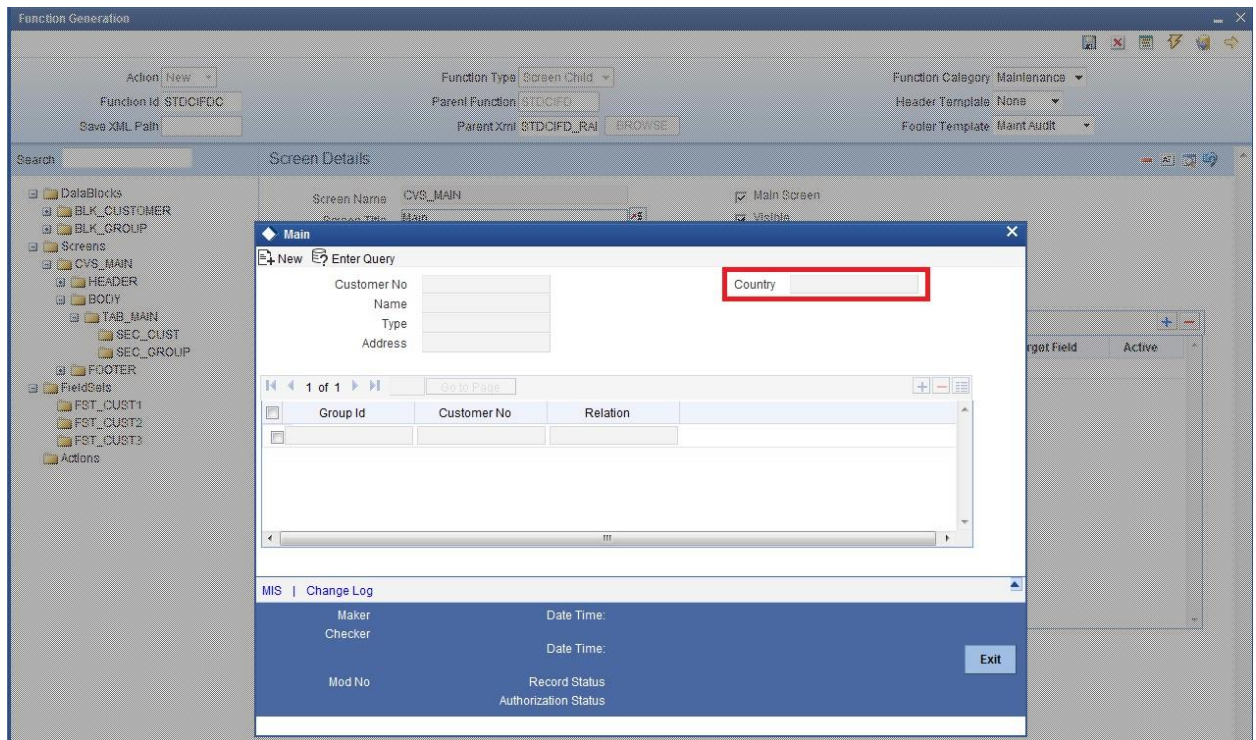 Function Generation
Action New Function Type Screen Child Function Category Maintenance
Function Id STDCIFDC Parent Function STDCIFD Header Template None
Save XML Path Parent Xml STDCIFD_RAI BROWSE Footer Template Maint Audit
Search Screen Details
DataBlocks
BLK_CUSTOMER
BLK_GROUP
Screens
CVS_MAIN
HEADER
BODY
TAB_MAIN
SEC_CUST
SEC_GROUP
FOOTER
FieldSets
FST_CUST1
FST_CUST2
FST_CUST3
Actions
Screen Name CVS_MAIN Main Screen
Screen Title Main Visible
rget Field Active
Main
New Enter Query
Customer No Country
Name
Type
Address
1 of 1 Go to Page
Group Id Customer No Relation
MIS | Change Log
Maker Date Time:
Checker
Date Time:
Exit
Mod No Record Status
Authorization Status